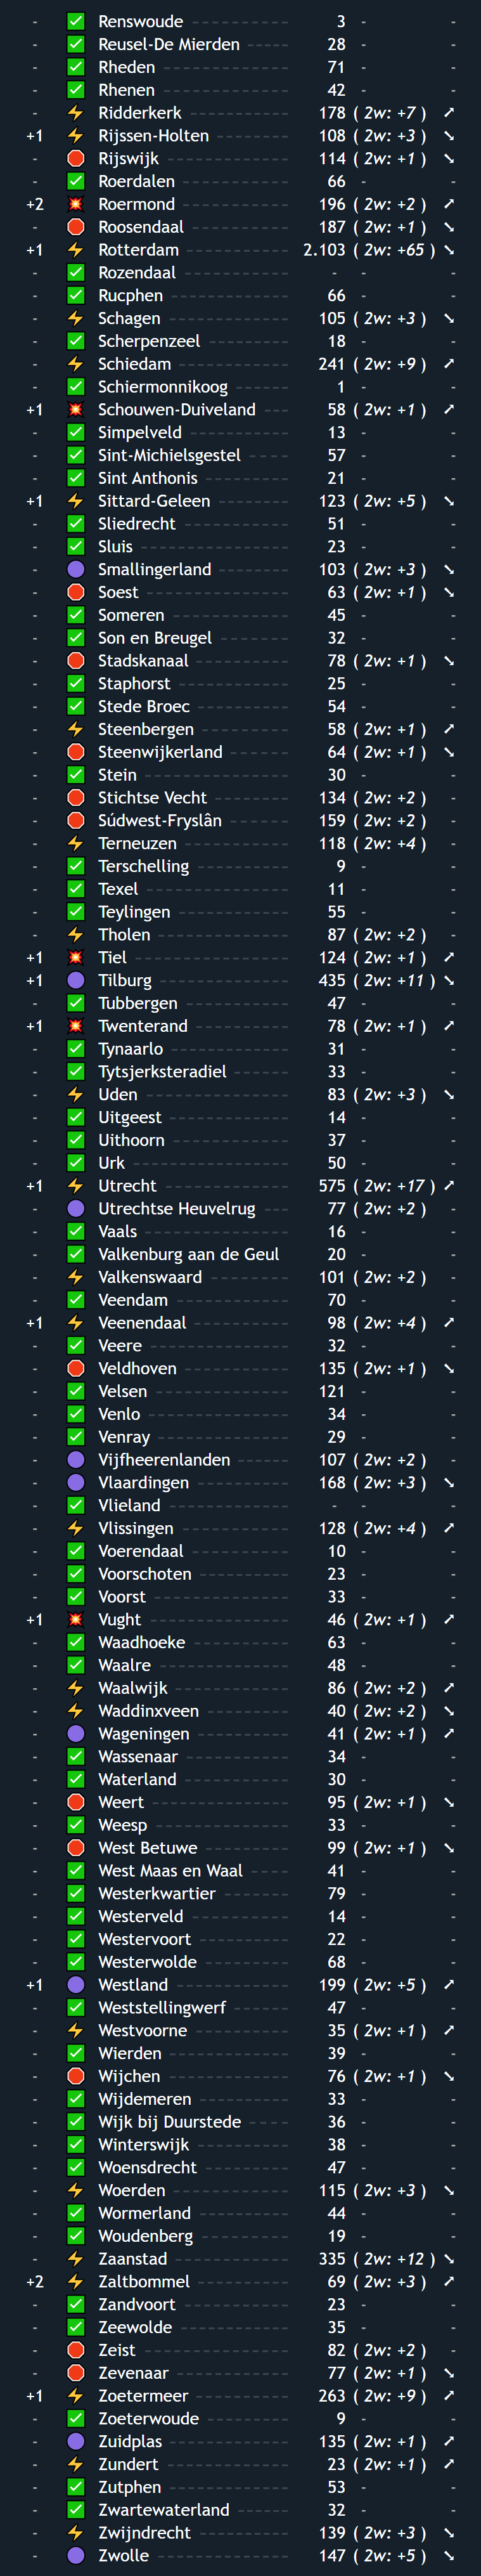 - ✅ Renswoude ------------- 3 - -
- ✅ Reusel-De Mierden ----- 28 - -
- ✅ Rheden ---------------- 71 - -
- ✅ Rhenen ---------------- 42 - -
- ⚡ Ridderkerk ------------ 178 ( 2w: +7 ) ➚
+1 ⚡ Rijssen-Holten -------- 108 ( 2w: +3 ) ➘
- 🛑 Rijswijk -------------- 114 ( 2w: +1 ) ➘
- ✅ Roerdalen ------------- 66 - -
+2 💥 Roermond -------------- 196 ( 2w: +2 ) ➚
- 🛑 Roosendaal ------------ 187 ( 2w: +1 ) ➘
+1 ⚡ Rotterdam ------------- 2.103 ( 2w: +65 ) ➘
- ✅ Rozendaal ------------- - - -
- ✅ Rucphen --------------- 66 - -
- ⚡ Schagen --------------- 105 ( 2w: +3 ) ➘
- ✅ Scherpenzeel ---------- 18 - -
- ⚡ Schiedam -------------- 241 ( 2w: +9 ) ➚
- ✅ Schiermonnikoog ------- 1 - -
+1 💥 Schouwen-Duiveland ---- 58 ( 2w: +1 ) ➚
- ✅ Simpelveld ------------ 13 - -
- ✅ Sint-Michielsgestel ----- 57 - -
- ✅ Sint Anthonis --------- 21 - -
+1 ⚡ Sittard-Geleen -------- 123 ( 2w: +5 ) ➘
- ✅ Sliedrecht ------------ 51 - -
- ✅ Sluis ----------------- 23 - -
- 🟣 Smallingerland -------- 103 ( 2w: +3 ) ➘
- 🛑 Soest ----------------- 63 ( 2w: +1 ) ➘
- ✅ Someren --------------- 45 - -
- ✅ Son en Breugel -------- 32 - -
- 🛑 Stadskanaal ----------- 78 ( 2w: +1 ) ➘
- ✅ Staphorst ------------- 25 - -
- ✅ Stede Broec ----------- 54 - -
- ⚡ Steenbergen ----------- 58 ( 2w: +1 ) ➚
- 🛑 Steenwijkerland ------- 64 ( 2w: +1 ) ➘
- ✅ Stein ----------------- 30 - -
- 🛑 Stichtse Vecht -------- 134 ( 2w: +2 ) -
- 🛑 Súdwest-Fryslân ------- 159 ( 2w: +2 ) -
- ⚡ Terneuzen ------------- 118 ( 2w: +4 ) -
- ✅ Terschelling ---------- 9 - -
- ✅ Texel ----------------- 11 - -
- ✅ Teylingen ------------- 55 - -
- ⚡ Tholen ---------------- 87 ( 2w: +2 ) -
+1 💥 Tiel ------------------ 124 ( 2w: +1 ) ➚
+1 🟣 Tilburg --------------- 435 ( 2w: +11 ) ➘
- ✅ Tubbergen ------------- 47 - -
+1 💥 Twenterand ------------ 78 ( 2w: +1 ) ➚
- ✅ Tynaarlo -------------- 31 - -
- ✅ Tytsjerksteradiel ------- 33 - -
- ⚡ Uden ------------------ 83 ( 2w: +3 ) ➘
- ✅ Uitgeest -------------- 14 - -
- ✅ Uithoorn -------------- 37 - -
- ✅ Urk ------------------- 50 - -
+1 ⚡ Utrecht --------------- 575 ( 2w: +17 ) ➚
- 🟣 Utrechtse Heuvelrug --- 77 ( 2w: +2 ) -
- ✅ Vaals ----------------- 16 - -
- ✅ Valkenburg aan de Geul 20 - -
- ⚡ Valkenswaard ---------- 101 ( 2w: +2 ) -
- ✅ Veendam --------------- 70 - -
+1 ⚡ Veenendaal ------------ 98 ( 2w: +4 ) ➚
- ✅ Veere ----------------- 32 - -
- 🛑 Veldhoven ------------- 135 ( 2w: +1 ) ➘
- ✅ Velsen ---------------- 121 - -
- ✅ Venlo ----------------- 34 - -
- ✅ Venray ---------------- 29 - -
- 🟣 Vijfheerenlanden ------ 107 ( 2w: +2 ) -
- 🟣 Vlaardingen ----------- 168 ( 2w: +3 ) ➘
- ✅ Vlieland -------------- - - -
- ⚡ Vlissingen ------------ 128 ( 2w: +4 ) ➚
- ✅ Voerendaal ------------ 10 - -
- ✅ Voorschoten ----------- 23 - -
- ✅ Voorst ---------------- 33 - -
+1 💥 Vught ----------------- 46 ( 2w: +1 ) ➚
- ✅ Waadhoeke ------------- 63 - -
- ✅ Waalre ---------------- 48 - -
- ⚡ Waalwijk -------------- 86 ( 2w: +2 ) ➚
- ⚡ Waddinxveen ----------- 40 ( 2w: +2 ) ➘
- 🟣 Wageningen ------------ 41 ( 2w: +1 ) ➚
- ✅ Wassenaar ------------- 34 - -
- ✅ Waterland ------------- 30 - -
- 🛑 Weert ----------------- 95 ( 2w: +1 ) ➘
- ✅ Weesp ----------------- 33 - -
- 🛑 West Betuwe ----------- 99 ( 2w: +1 ) ➘
- ✅ West Maas en Waal ----- 41 - -
- ✅ Westerkwartier -------- 79 - -
- ✅ Westerveld ------------ 14 - -
- ✅ Westervoort ----------- 22 - -
- ✅ Westerwolde ----------- 68 - -
+1 🟣 Westland -------------- 199 ( 2w: +5 ) ➚
- ✅ Weststellingwerf ------- 47 - -
- ⚡ Westvoorne ------------ 35 ( 2w: +1 ) ➚
- ✅ Wierden --------------- 39 - -
- 🛑 Wijchen --------------- 76 ( 2w: +1 ) ➘
- ✅ Wijdemeren ------------ 33 - -
- ✅ Wijk bij Duurstede ---- 36 - -
- ✅ Winterswijk ----------- 38 - -
- ✅ Woensdrecht ----------- 47 - -
- ⚡ Woerden --------------- 115 ( 2w: +3 ) ➘
- ✅ Wormerland ------------ 44 - -
- ✅ Woudenberg ------------ 19 - -
- ⚡ Zaanstad -------------- 335 ( 2w: +12 ) ➘
+2 ⚡ Zaltbommel ------------ 69 ( 2w: +3 ) ➚
- ✅ Zandvoort ------------- 23 - -
- ✅ Zeewolde -------------- 35 - -
- 🛑 Zeist ----------------- 82 ( 2w: +2 ) -
- 🛑 Zevenaar -------------- 77 ( 2w: +1 ) ➘
+1 ⚡ Zoetermeer ------------ 263 ( 2w: +9 ) ➚
- ✅ Zoeterwoude ----------- 9 - -
- 🟣 Zuidplas -------------- 135 ( 2w: +1 ) ➚
- ⚡ Zundert --------------- 23 ( 2w: +1 ) ➚
- ✅ Zutphen --------------- 53 - -
- ✅ Zwartewaterland ------- 32 - -
- ⚡ Zwijndrecht ----------- 139 ( 2w: +3 ) ➘
- 🟣 Zwolle ---------------- 147 ( 2w: +5 ) ➘